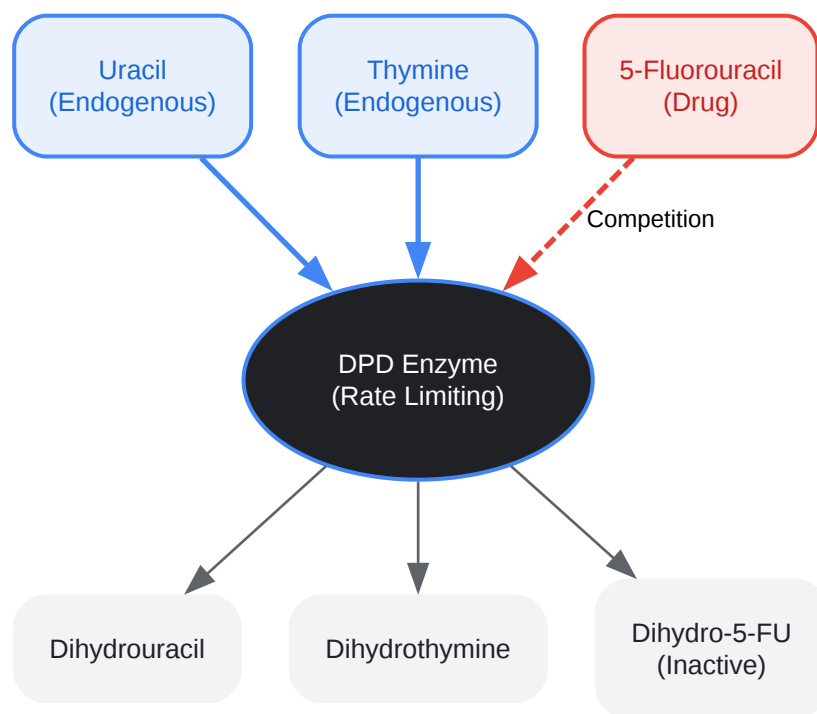 Uracil
(Endogenous)
Thymine
(Endogenous)
5-Fluorouracil
(Drug)
Competition
DPD Enzyme
(Rate Limiting)
Dihydrouracil
Dihydrothymine
Dihydro-5-FU
(Inactive)